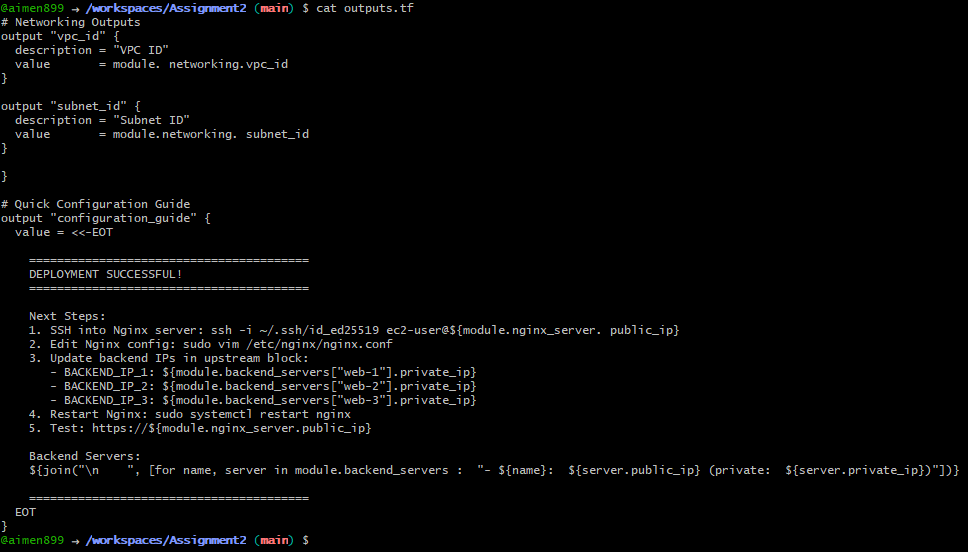 @aimen899 → /workspaces/Assignment2 (main) $ cat outputs.tf
# Networking Outputs
output "vpc_id" {
  description = "VPC ID"
  value       = module. networking.vpc_id
}

output "subnet_id" {
  description = "Subnet ID"
  value       = module.networking. subnet_id
}

}

# Quick Configuration Guide
output "configuration_guide" {
  value = <<-EOT

    ========================================
    DEPLOYMENT SUCCESSFUL!
    ========================================

    Next Steps:
    1. SSH into Nginx server: ssh -i ~/.ssh/id_ed25519 ec2-user@${module.nginx_server. public_ip}
    2. Edit Nginx config: sudo vim /etc/nginx/nginx.conf
    3. Update backend IPs in upstream block:
       - BACKEND_IP_1: ${module.backend_servers["web-1"].private_ip}
       - BACKEND_IP_2: ${module.backend_servers["web-2"].private_ip}
       - BACKEND_IP_3: ${module.backend_servers["web-3"].private_ip}
    4. Restart Nginx: sudo systemctl restart nginx
    5. Test: https://${module.nginx_server.public_ip}

    Backend Servers:
    ${join("\n    ", [for name, server in module.backend_servers :  "- ${name}:  ${server.public_ip} (private:  ${server.private_ip})"])}

    ========================================
  EOT
}
@aimen899 → /workspaces/Assignment2 (main) $